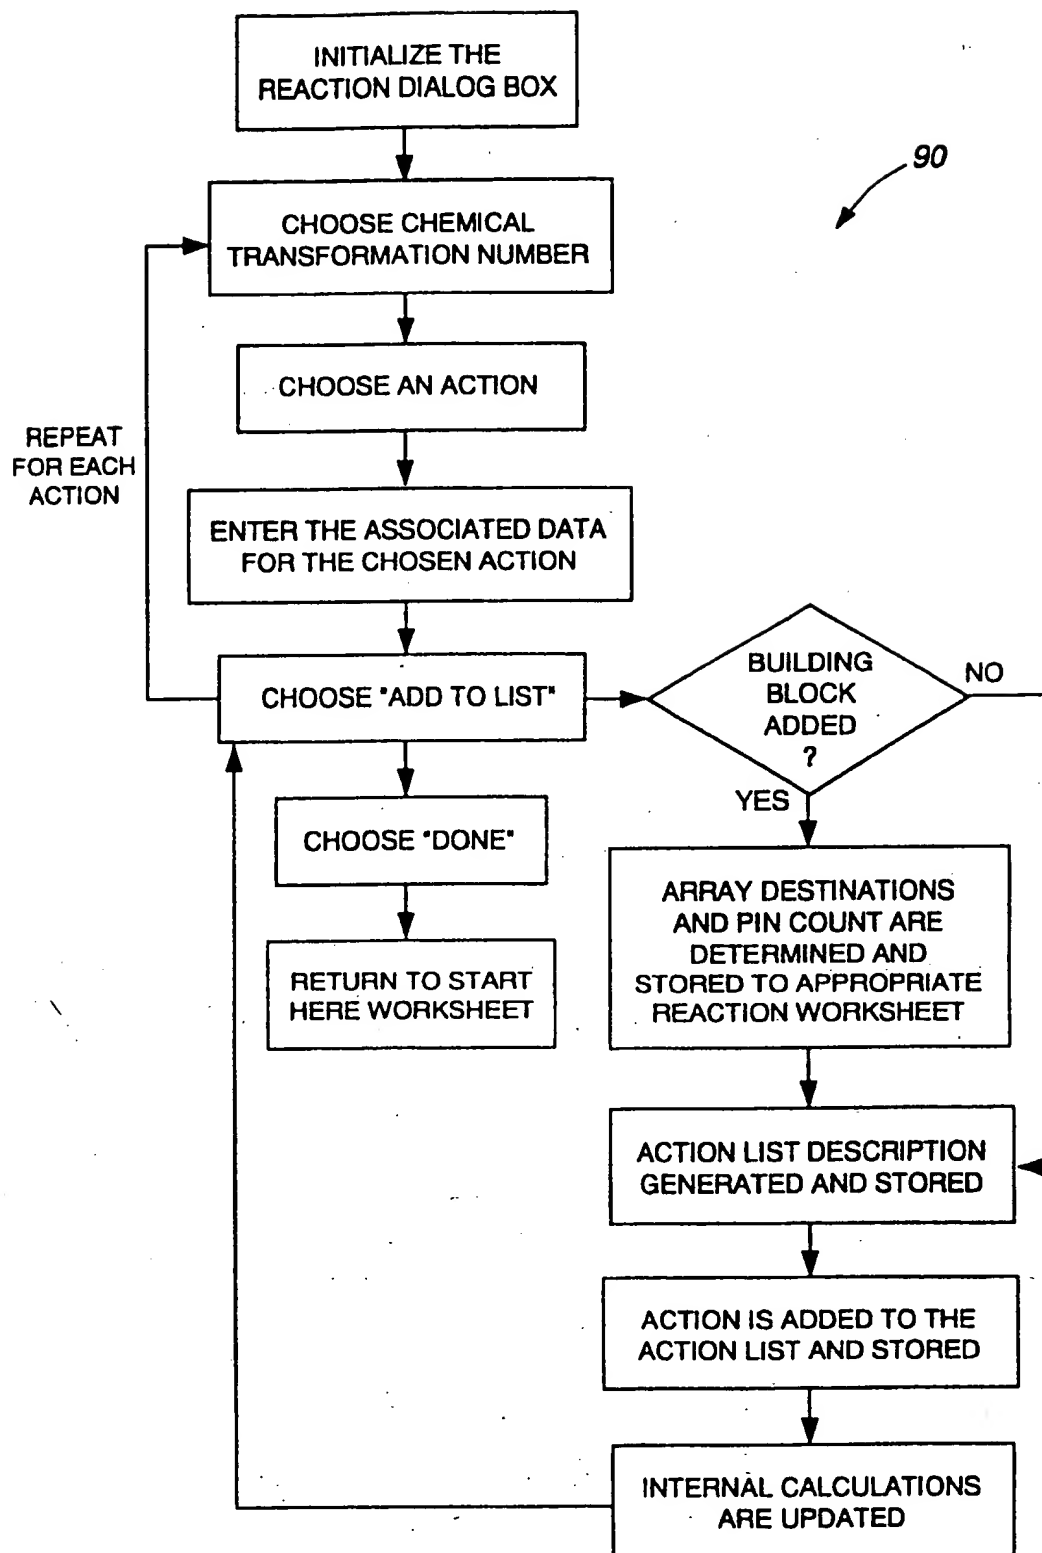 INITIALIZE THE
REACTION DIALOG BOX
90
CHOOSE CHEMICAL
TRANSFORMATION NUMBER
CHOOSE AN ACTION
REPEAT
FOR EACH
ACTION
ENTER THE ASSOCIATED DATA
FOR THE CHOSEN ACTION
CHOOSE "ADD TO LIST"
BUILDING
BLOCK
ADDED
?
NO
YES
CHOOSE "DONE"
RETURN TO START
HERE WORKSHEET
ARRAY DESTINATIONS
AND PIN COUNT ARE
DETERMINED AND
STORED TO APPROPRIATE
REACTION WORKSHEET
ACTION LIST DESCRIPTION
GENERATED AND STORED
ACTION IS ADDED TO THE
ACTION LIST AND STORED
INTERNAL CALCULATIONS
ARE UPDATED